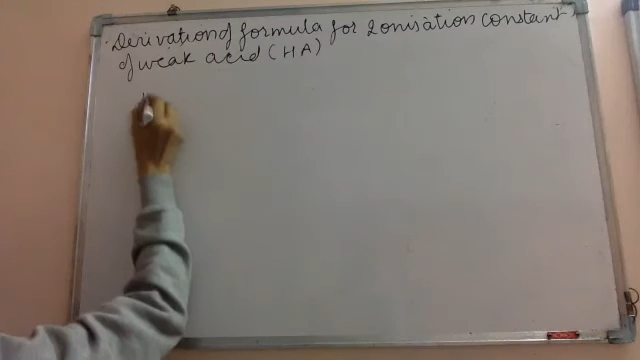 Derivation of formula for Ionisation constant
of weak acid (HA)